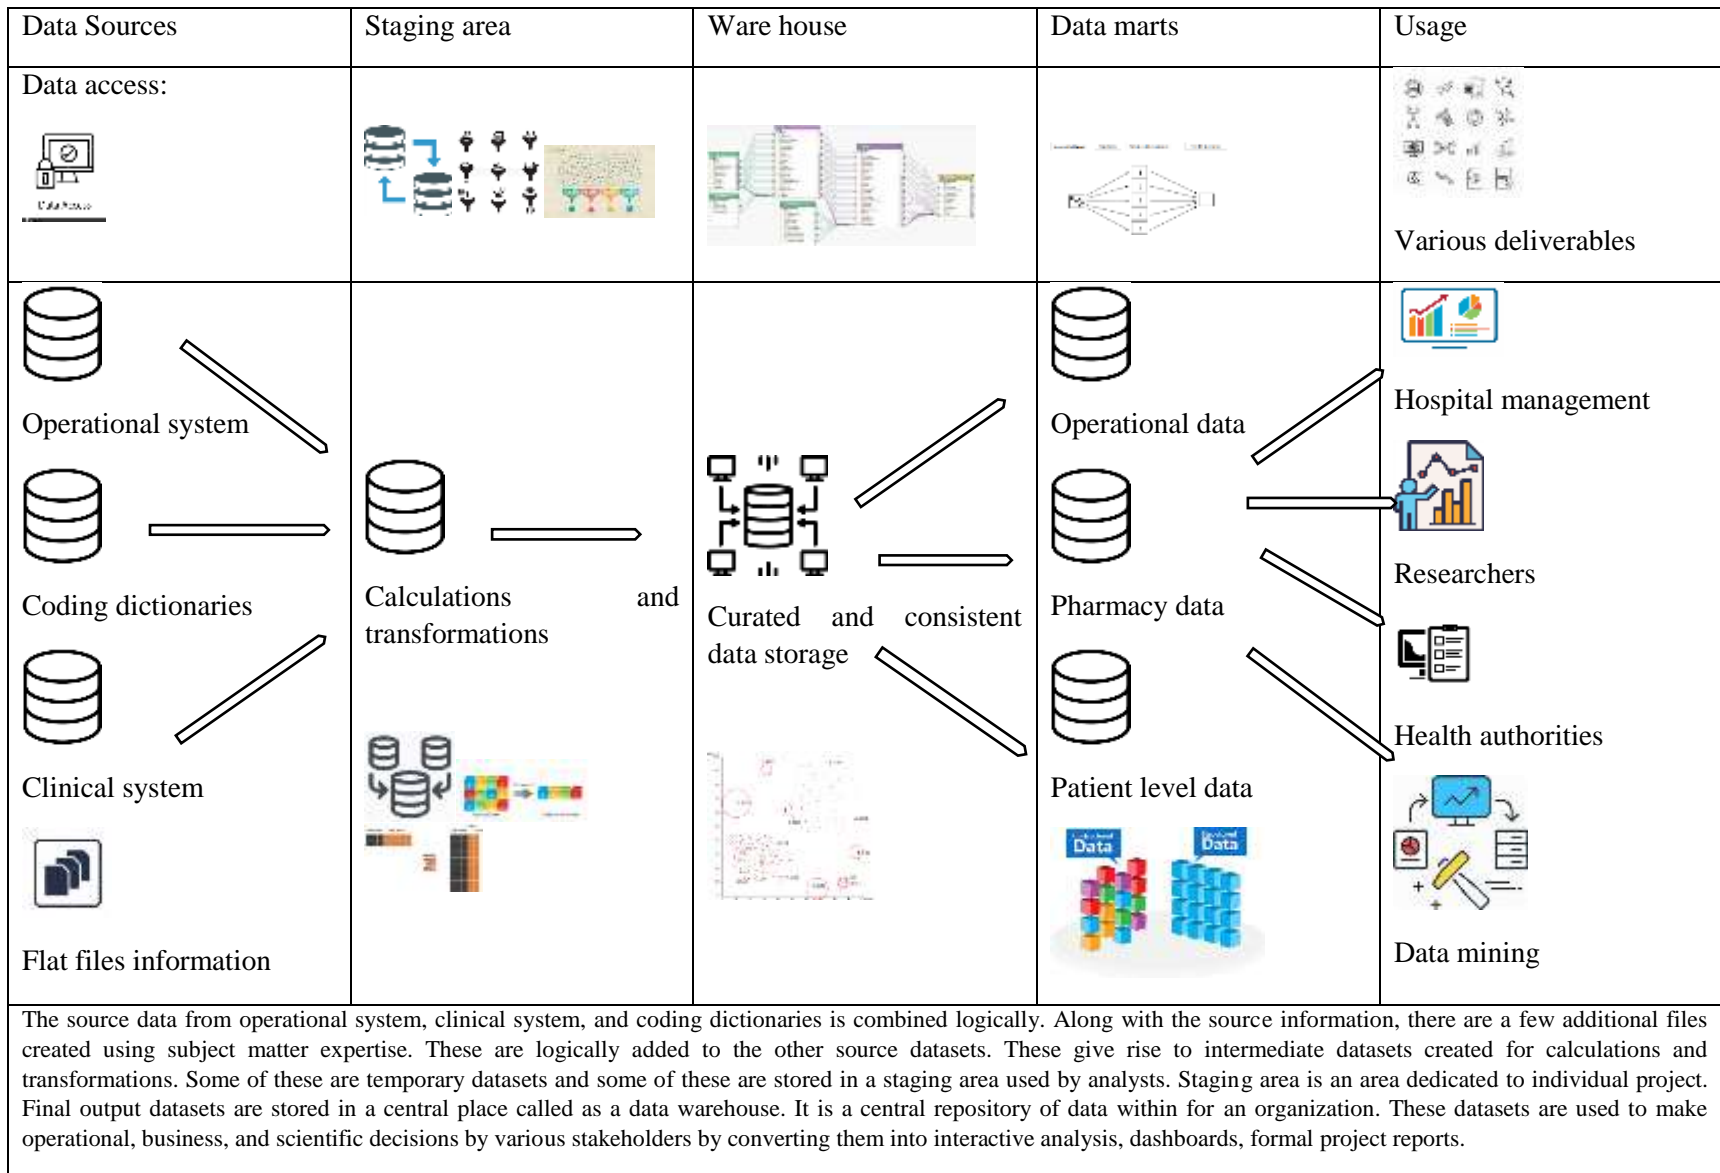 Data Sources
Staging area
Ware house
Data marts
Usage
Data access:
Data Access
Various deliverables
Operational system
Coding dictionaries
Clinical system
Flat files information
Calculations and
transformations
Curated and consistent
data storage
Operational data
Pharmacy data
Patient level data
Data
Data
Hospital management
Researchers
Health authorities
Data mining
The source data from operational system, clinical system, and coding dictionaries is combined logically. Along with the source information, there are a few additional files
created using subject matter expertise. These are logically added to the other source datasets. These give rise to intermediate datasets created for calculations and
transformations. Some of these are temporary datasets and some of these are stored in a staging area used by analysts. Staging area is an area dedicated to individual project.
Final output datasets are stored in a central place called as a data warehouse. It is a central repository of data within for an organization. These datasets are used to make
operational, business, and scientific decisions by various stakeholders by converting them into interactive analysis, dashboards, formal project reports.